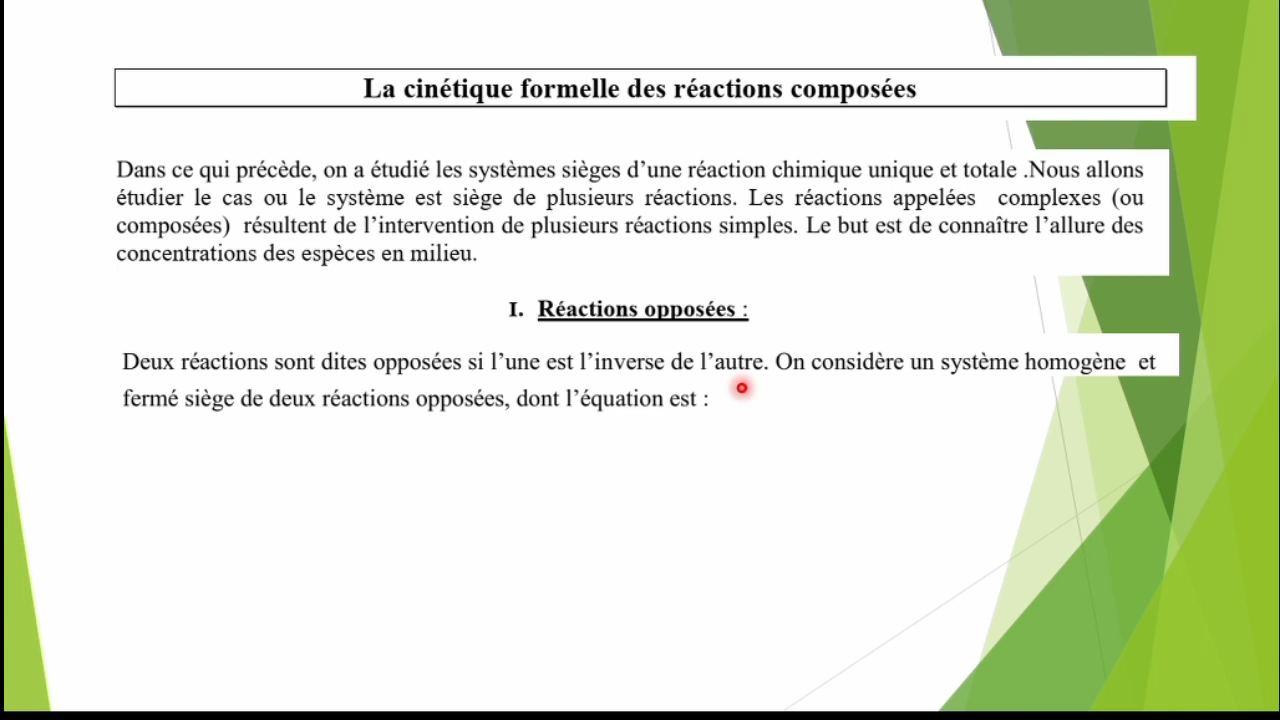 La cinétique formelle des réactions composées
Dans ce qui précède, on a étudié les systèmes sièges d’une réaction chimique unique et totale .Nous allons
étudier le cas ou le système est siège de plusieurs réactions. Les réactions appelées complexes (ou
composées) résultent de l’intervention de plusieurs réactions simples. Le but est de connaître l’allure des
concentrations des espèces en milieu.
I. Réactions opposées :
Deux réactions sont dites opposées si l’une est l’inverse de l’autre. On considère un système homogène et
fermé siège de deux réactions opposées, dont l’équation est :